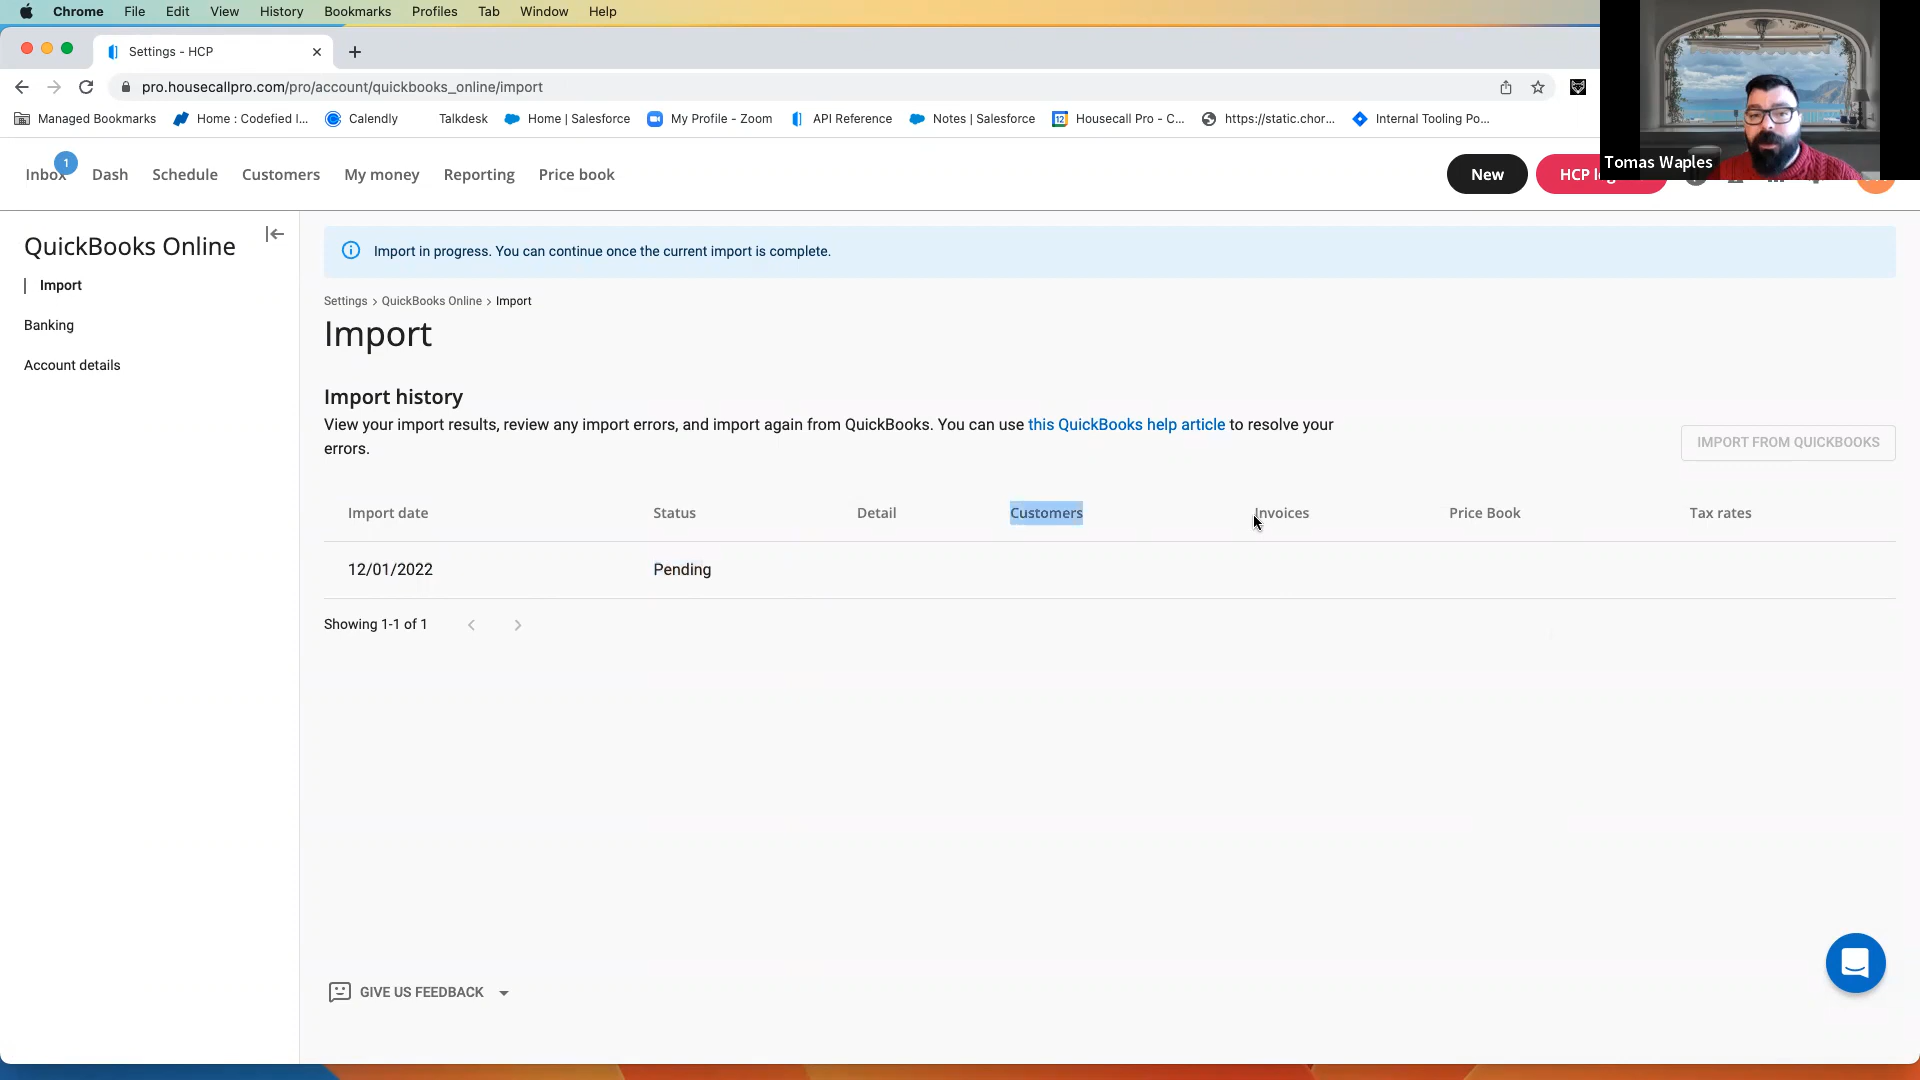 Chrome File Edit View History Bookmarks Profiles Tab Window Help
Settings - HCP
pro.housecallpro.com/pro/account/quickbooks_online/import
Managed Bookmarks Home : Codefied I... Calendly Talkdesk Home | Salesforce My Profile - Zoom API Reference Notes | Salesforce 12 Housecall Pro - C... https://static.chor... Internal Tooling Po...
Tomas Waples
1
Inbox Dash Schedule Customers My money Reporting Price book New HCP
QuickBooks Online
Import
Banking
Account details
Import in progress. You can continue once the current import is complete.
Settings > QuickBooks Online > Import
Import
Import history
View your import results, review any import errors, and import again from QuickBooks. You can use this QuickBooks help article to resolve your
errors.
IMPORT FROM QUICKBOOKS
Import date Status Detail Customers Invoices Price Book Tax rates
12/01/2022 Pending
Showing 1-1 of 1
GIVE US FEEDBACK